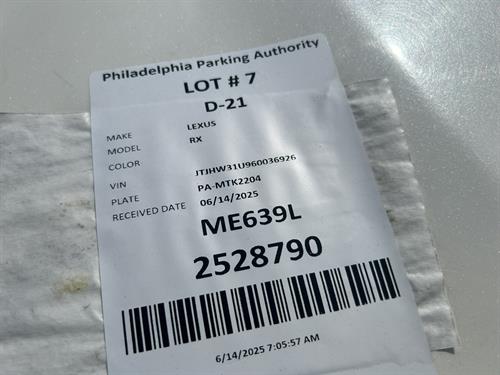 Philadelphia Parking Authority
LOT # 7
D-21
MAKE LEXUS
MODEL RX
COLOR
VIN JTJHW31U960036926
PLATE PA-MTK2204
RECEIVED DATE 06/14/2025
ME639L
2528790
6/14/2025 7:05:57 AM